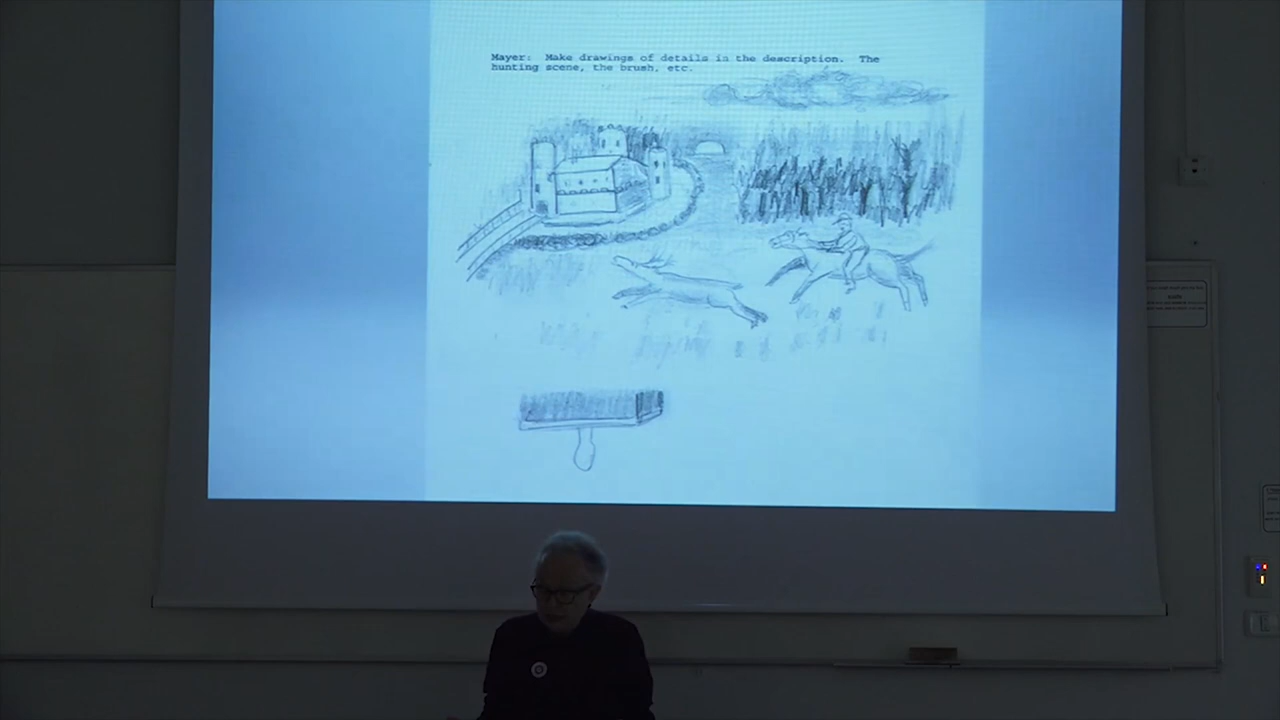 Mayer: Make drawings of details in the description. The
hunting scene, the brush, etc.